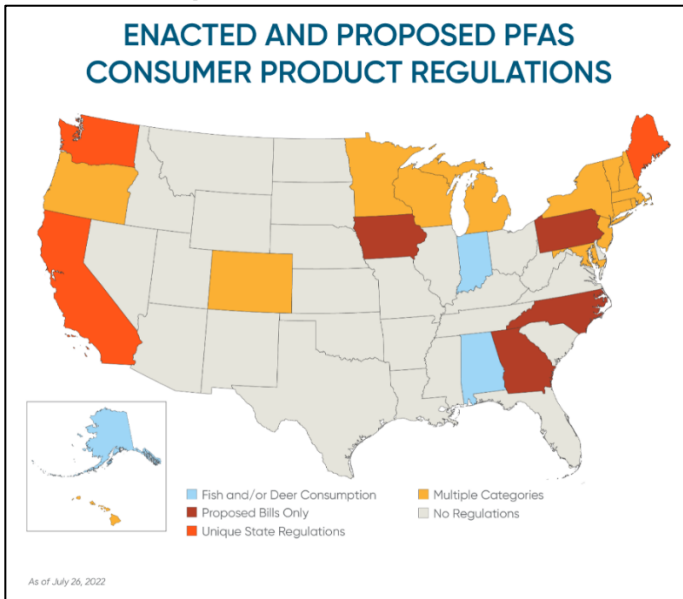 ENACTED AND PROPOSED PFAS
CONSUMER PRODUCT REGULATIONS
Fish and/or Deer Consumption
Proposed Bills Only
Unique State Regulations
Multiple Categories
No Regulations
As of July 26, 2022